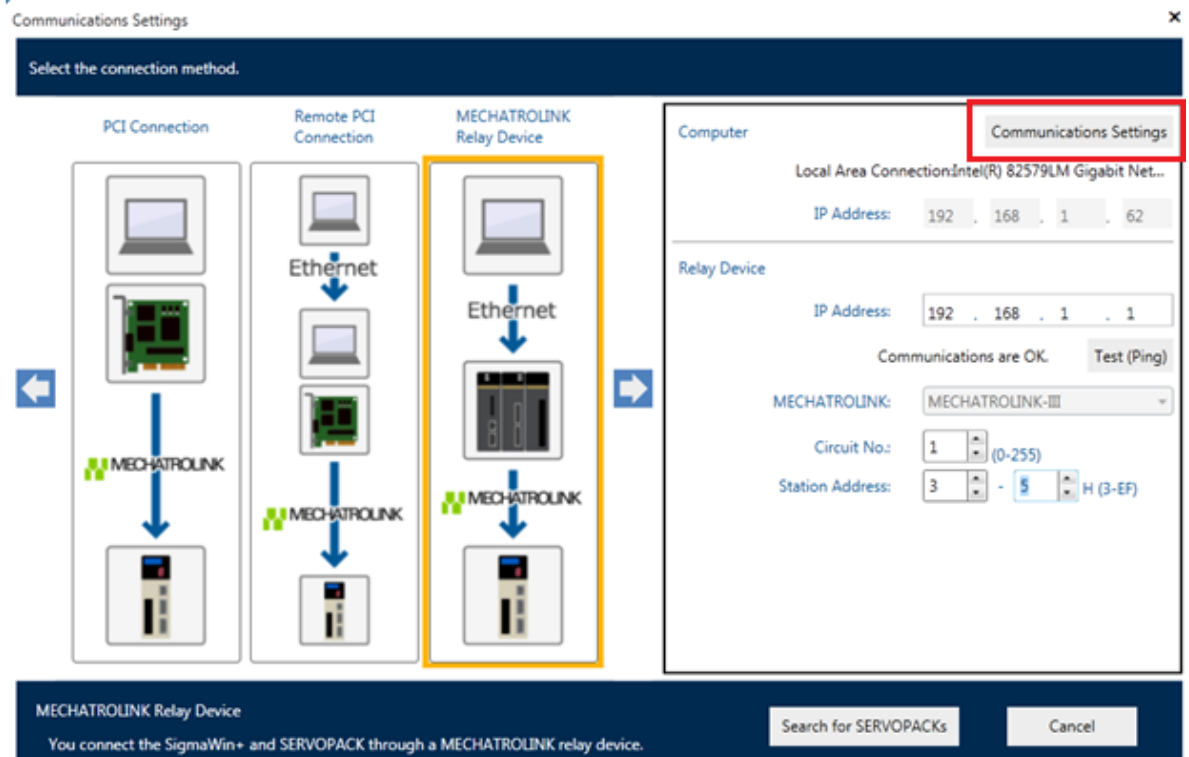 Communications Settings
Select the connection method.
PCI Connection
MECHATROLINK
Remote PCI
Connection
Ethernet
MECHATROLINK
MECHATROLINK
Relay Device
Ethernet
MECHATROLINK
Computer
Communications Settings
Local Area Connection:Intel(R) 82579LM Gigabit Net...
IP Address: 192 . 168 . 1 . 62
Relay Device
IP Address: 192 . 168 . 1 . 1
Communications are OK. Test (Ping)
MECHATROLINK: MECHATROLINK-III
Circuit No.: 1 (0-255)
Station Address: 3 - 5 H (3-EF)
MECHATROLINK Relay Device
You connect the SigmaWin+ and SERVOPACK through a MECHATROLINK relay device.
Search for SERVOPACKs
Cancel